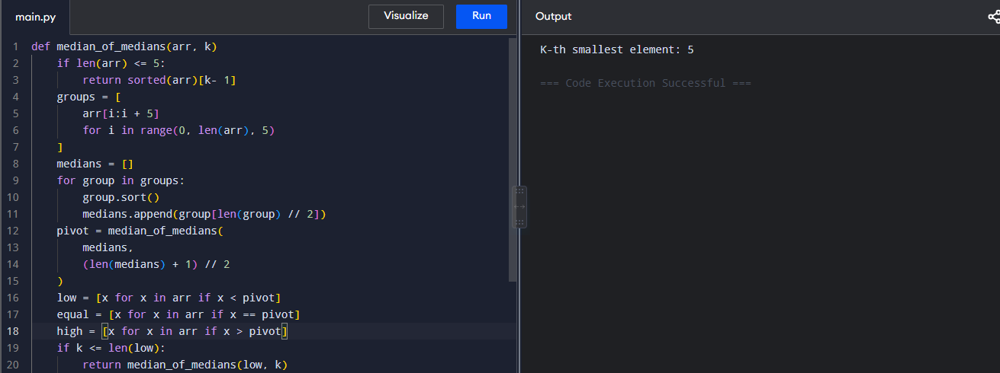 main.py
Visualize
Run
Output
1 def median_of_medians(arr, k)
2 if len(arr) <= 5:
3 return sorted(arr)[k- 1]
4 groups = [
5 arr[i:i + 5]
6 for i in range(0, len(arr), 5)
7 ]
8 medians = []
9 for group in groups:
10 group.sort()
11 medians.append(group[len(group) // 2])
12 pivot = median_of_medians(
13 medians,
14 (len(medians) + 1) // 2
15 )
16 low = [x for x in arr if x < pivot]
17 equal = [x for x in arr if x == pivot]
18 high = [x for x in arr if x > pivot]
19 if k <= len(low):
20 return median_of_medians(low, k)
K-th smallest element: 5
=== Code Execution Successful ===